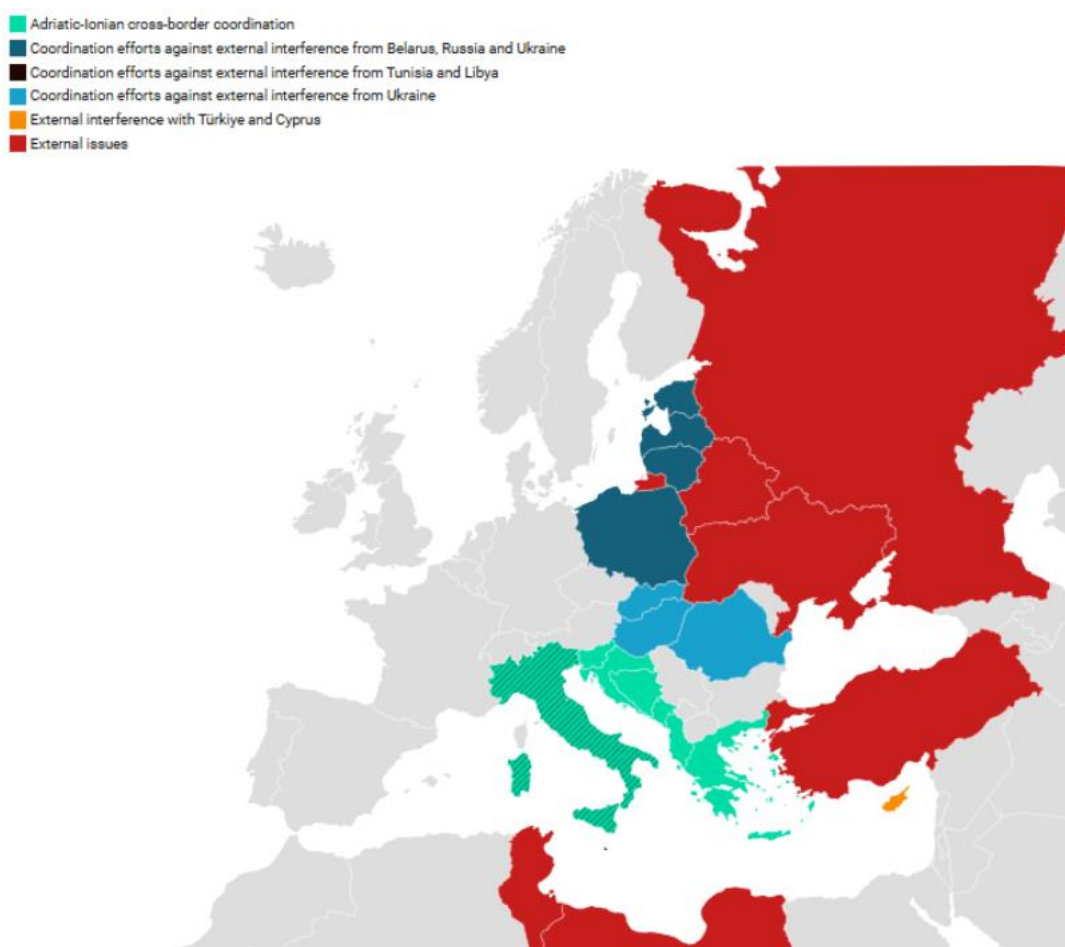 Adriatic-Ionian cross-border coordination
Coordination efforts against external interference from Belarus, Russia and Ukraine
Coordination efforts against external interference from Tunisia and Libya
Coordination efforts against external interference from Ukraine
External interference with Türkiye and Cyprus
External issues